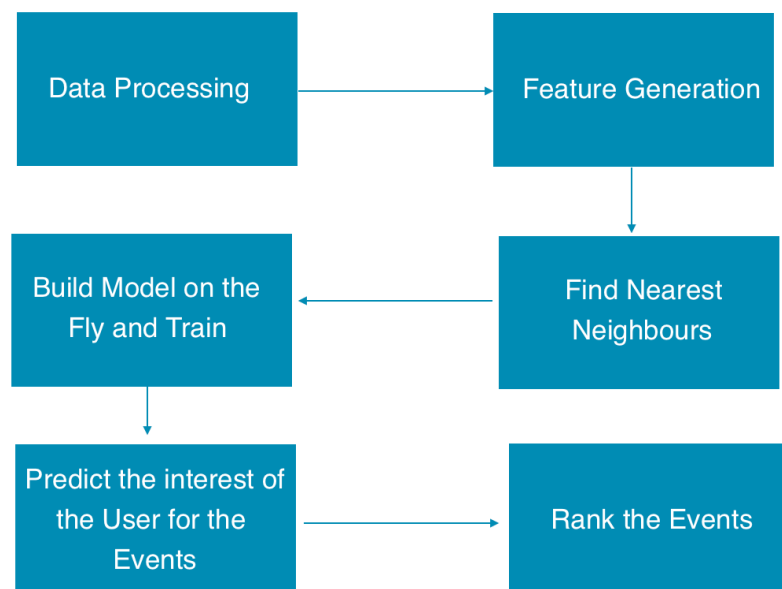 Data Processing
Feature Generation
Find Nearest
Neighbours
Build Model on the
Fly and Train
Predict the interest of
the User for the
Events
Rank the Events